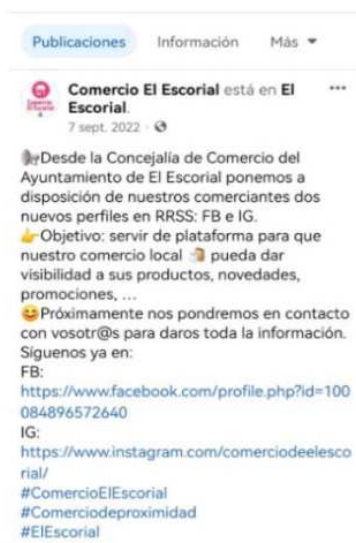 Publicaciones Información Más
Comercio El Escorial está en El
Escorial.
7 sept. 2022
Desde la Concejalía de Comercio del
Ayuntamiento de El Escorial ponemos a
disposición de nuestros comerciantes dos
nuevos perfiles en RRSS: FB e IG.
👉Objetivo: servir de plataforma para que
nuestro comercio local pueda dar
visibilidad a sus productos, novedades,
promociones, ...
😄Próximamente nos pondremos en contacto
con vosotr@s para daros toda la información.
Síguenos ya en:
FB:
https://www.facebook.com/profile.php?id=100
084896572640
IG:
https://www.instagram.com/comerciodeelesco
rial/
#ComercioElEscorial
#Comerciodeproximidad
#ElEscorial